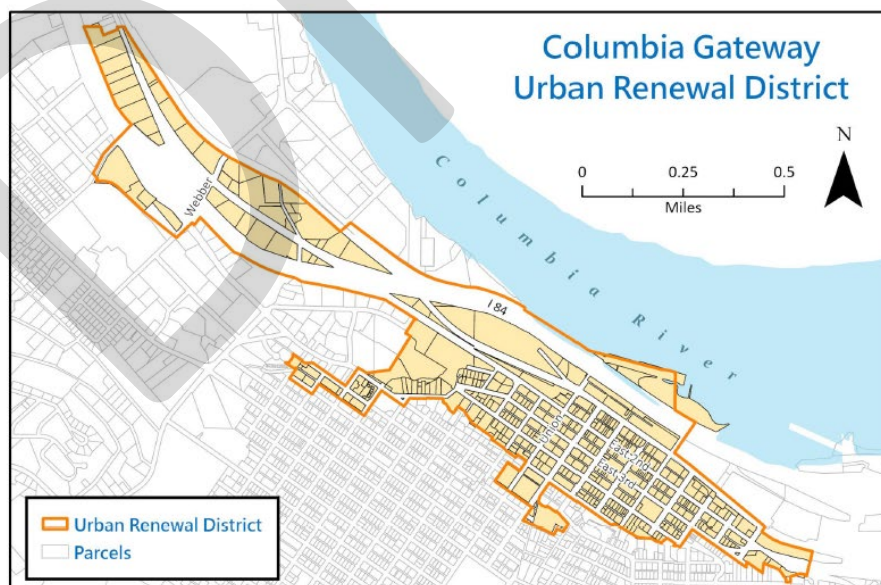 Columbia Gateway
Urban Renewal District
N
0 0.25 0.5
Miles
Columbia River
Webber
I 84
Union
East 2nd
East 3rd
Urban Renewal District
Parcels